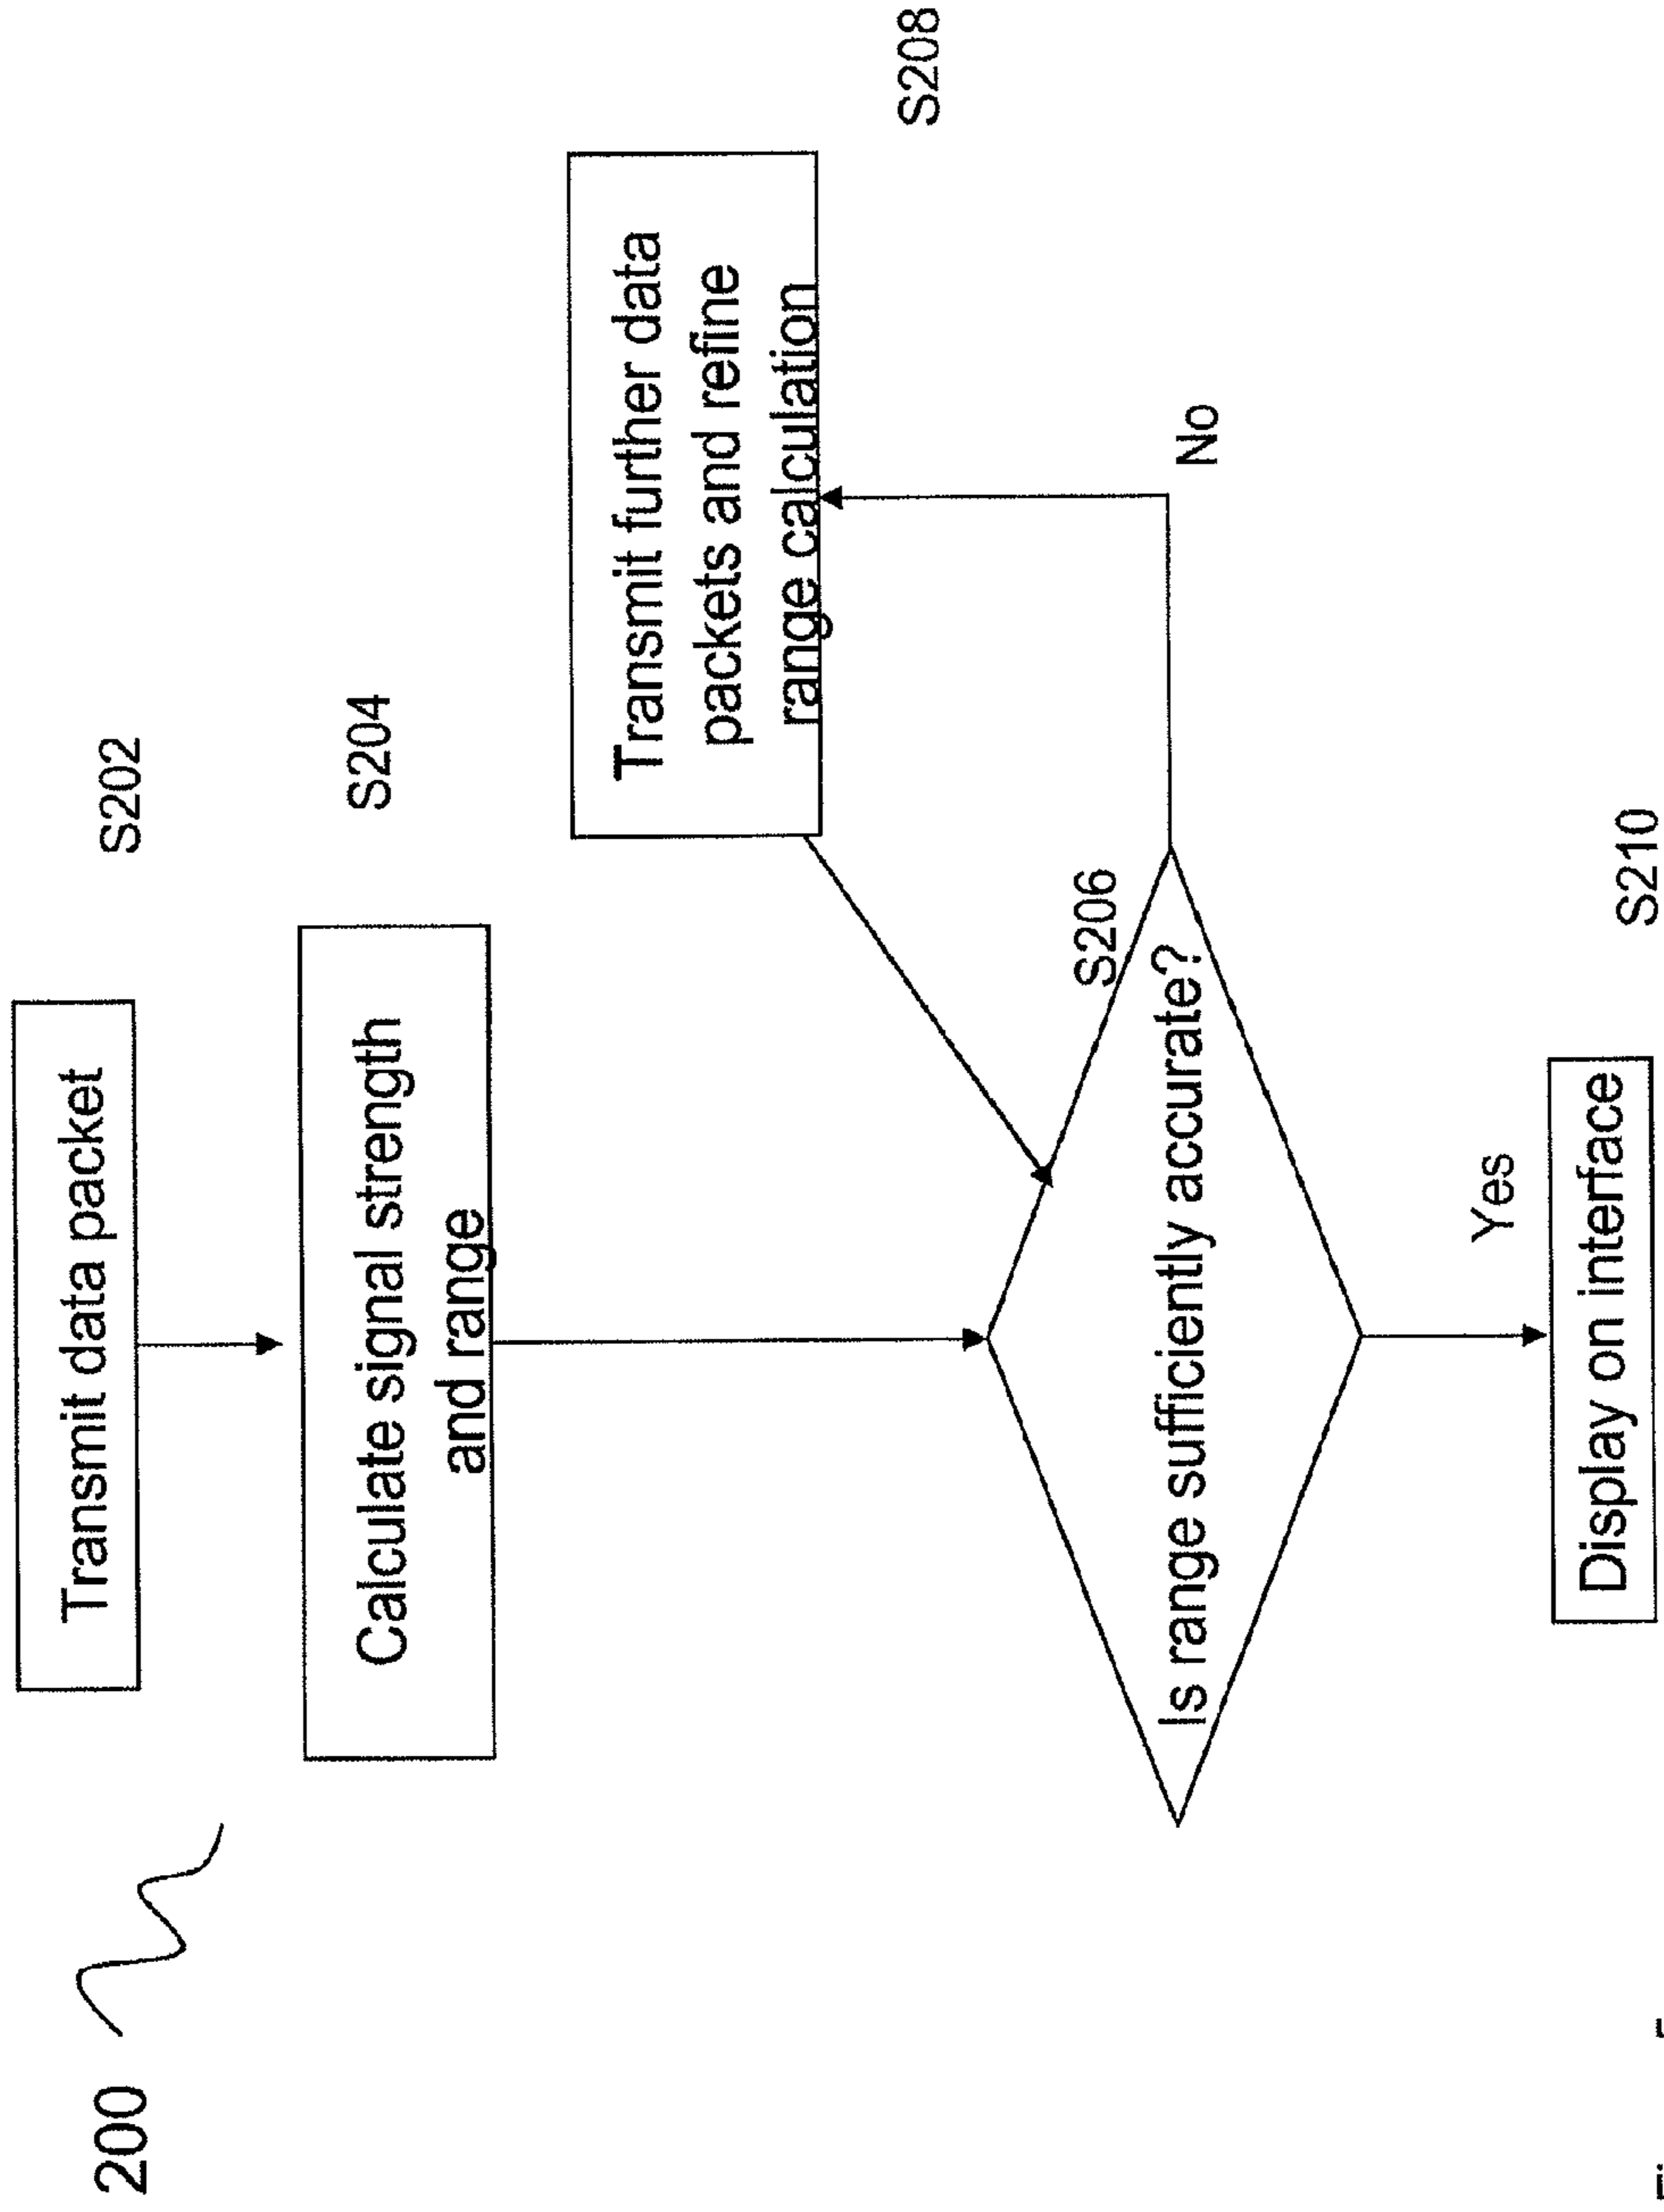 200
Transmit data packet
S202
Calculate signal strength
and range
S204
Transmit further data
packets and refine
range calculation
S208
S206
Is range sufficiently accurate?
No
Yes
Display on interface
S210